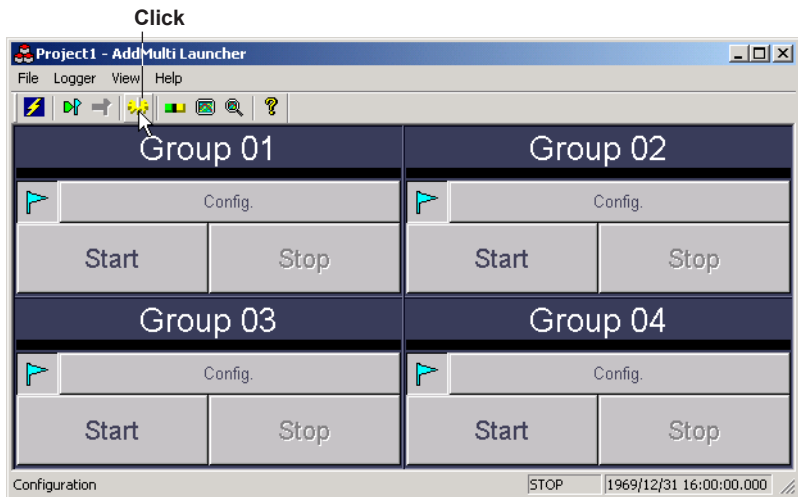 Click
Project1 - AddMulti Launcher
File Logger View Help
Group 01 Group 02
Config. Config.
Start Stop Start Stop
Group 03 Group 04
Config. Config.
Start Stop Start Stop
Configuration STOP 1969/12/31 16:00:00.000